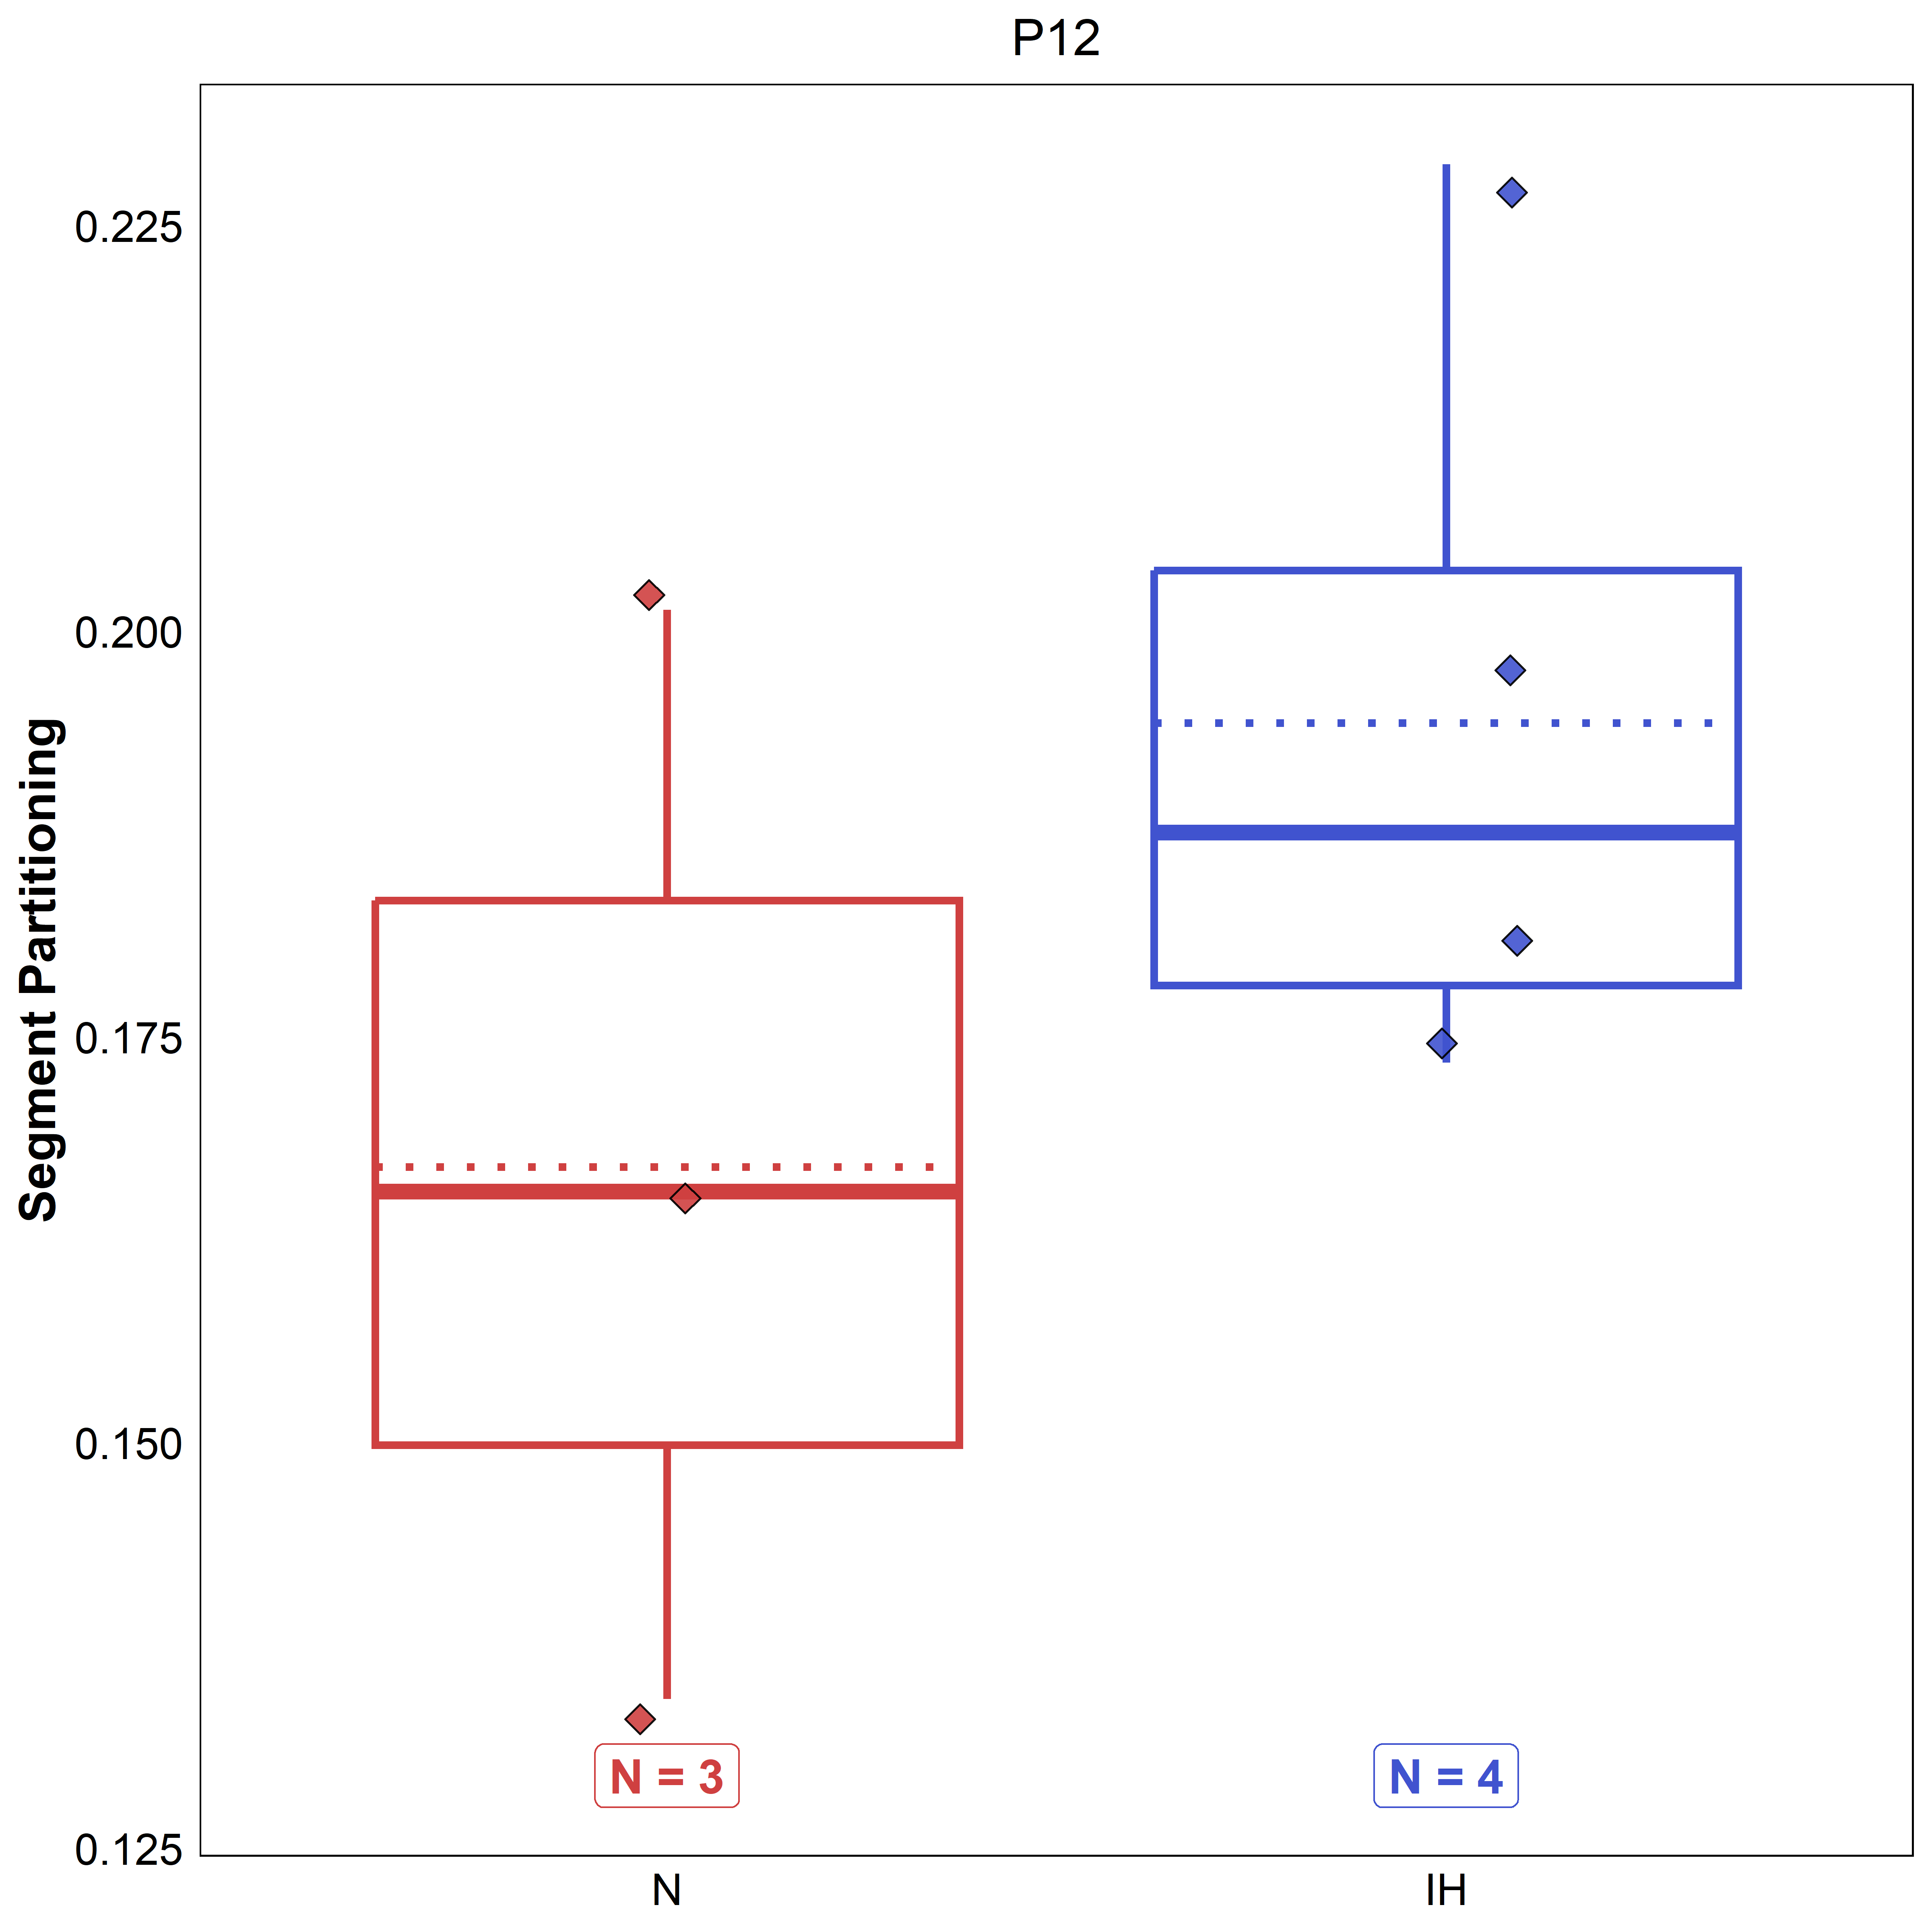 P12
Segment Partitioning
0.225
0.200
0.175
0.150
0.125
N = 3
N = 4
N
IH